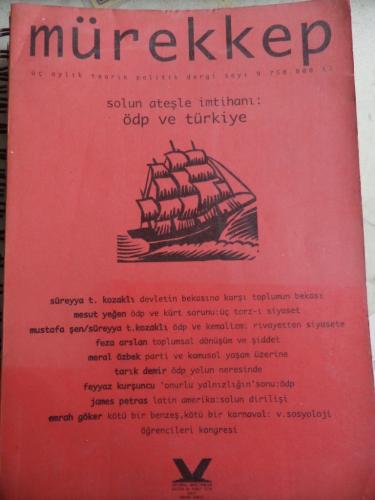 mürekkep
üç aylık teorik politik dergi sayı 9 750.000 tl
solun ateşle imtihanı:
ödp ve türkiye
süreyya t. kozaklı devletin bekasına karşı toplumun bekası
mesut yeğen ödp ve kürt sorunu:üç tarz-ı siyaset
mustafa şen/süreyya t.kozaklı ödp ve kemalizm: rivayetten siyasete
feza arslan toplumsal dönüşüm ve şiddet
meral özbek parti ve kamusal yaşam üzerine
tarık demir ödp yolun neresinde
feyyaz kurşuncu 'onurlu yalnızlığın'sonu:ödp
james petras latin amerika:solun dirilişi
emrah göker kötü bir benzeş,kötü bir karnaval: v.sosyoloji
öğrencileri kongresi